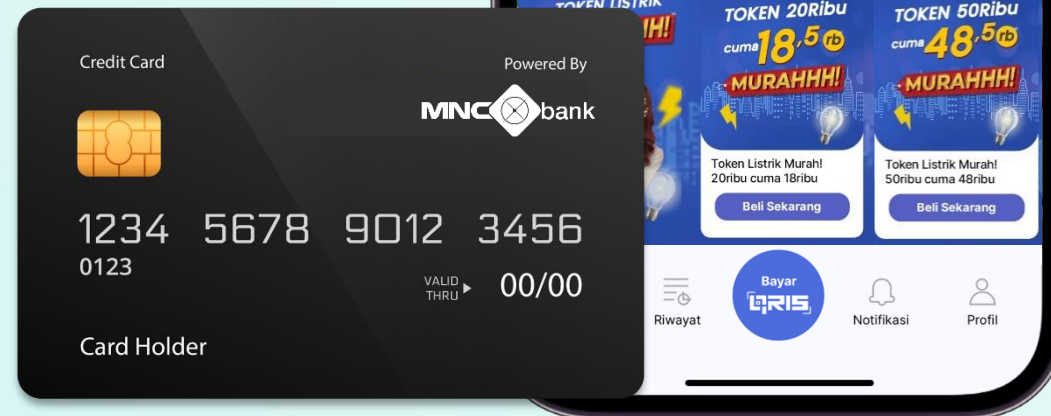 Credit Card
Powered By
MNC bank
1234 5678 9012 3456
0123
VALID
THRU
00/00
Card Holder
TOKEN LISTRIK
H!
TOKEN 20Ribu
cuma 18,5 rb
MURAHHH!
Token Listrik Murah!
20ribu cuma 18ribu
Beli Sekarang
TOKEN 50Ribu
cuma 48,5 rb
MURAHHH!
Token Listrik Murah!
50ribu cuma 48ribu
Beli Sekarang
Riwayat
Bayar
QRIS
Notifikasi
Profil